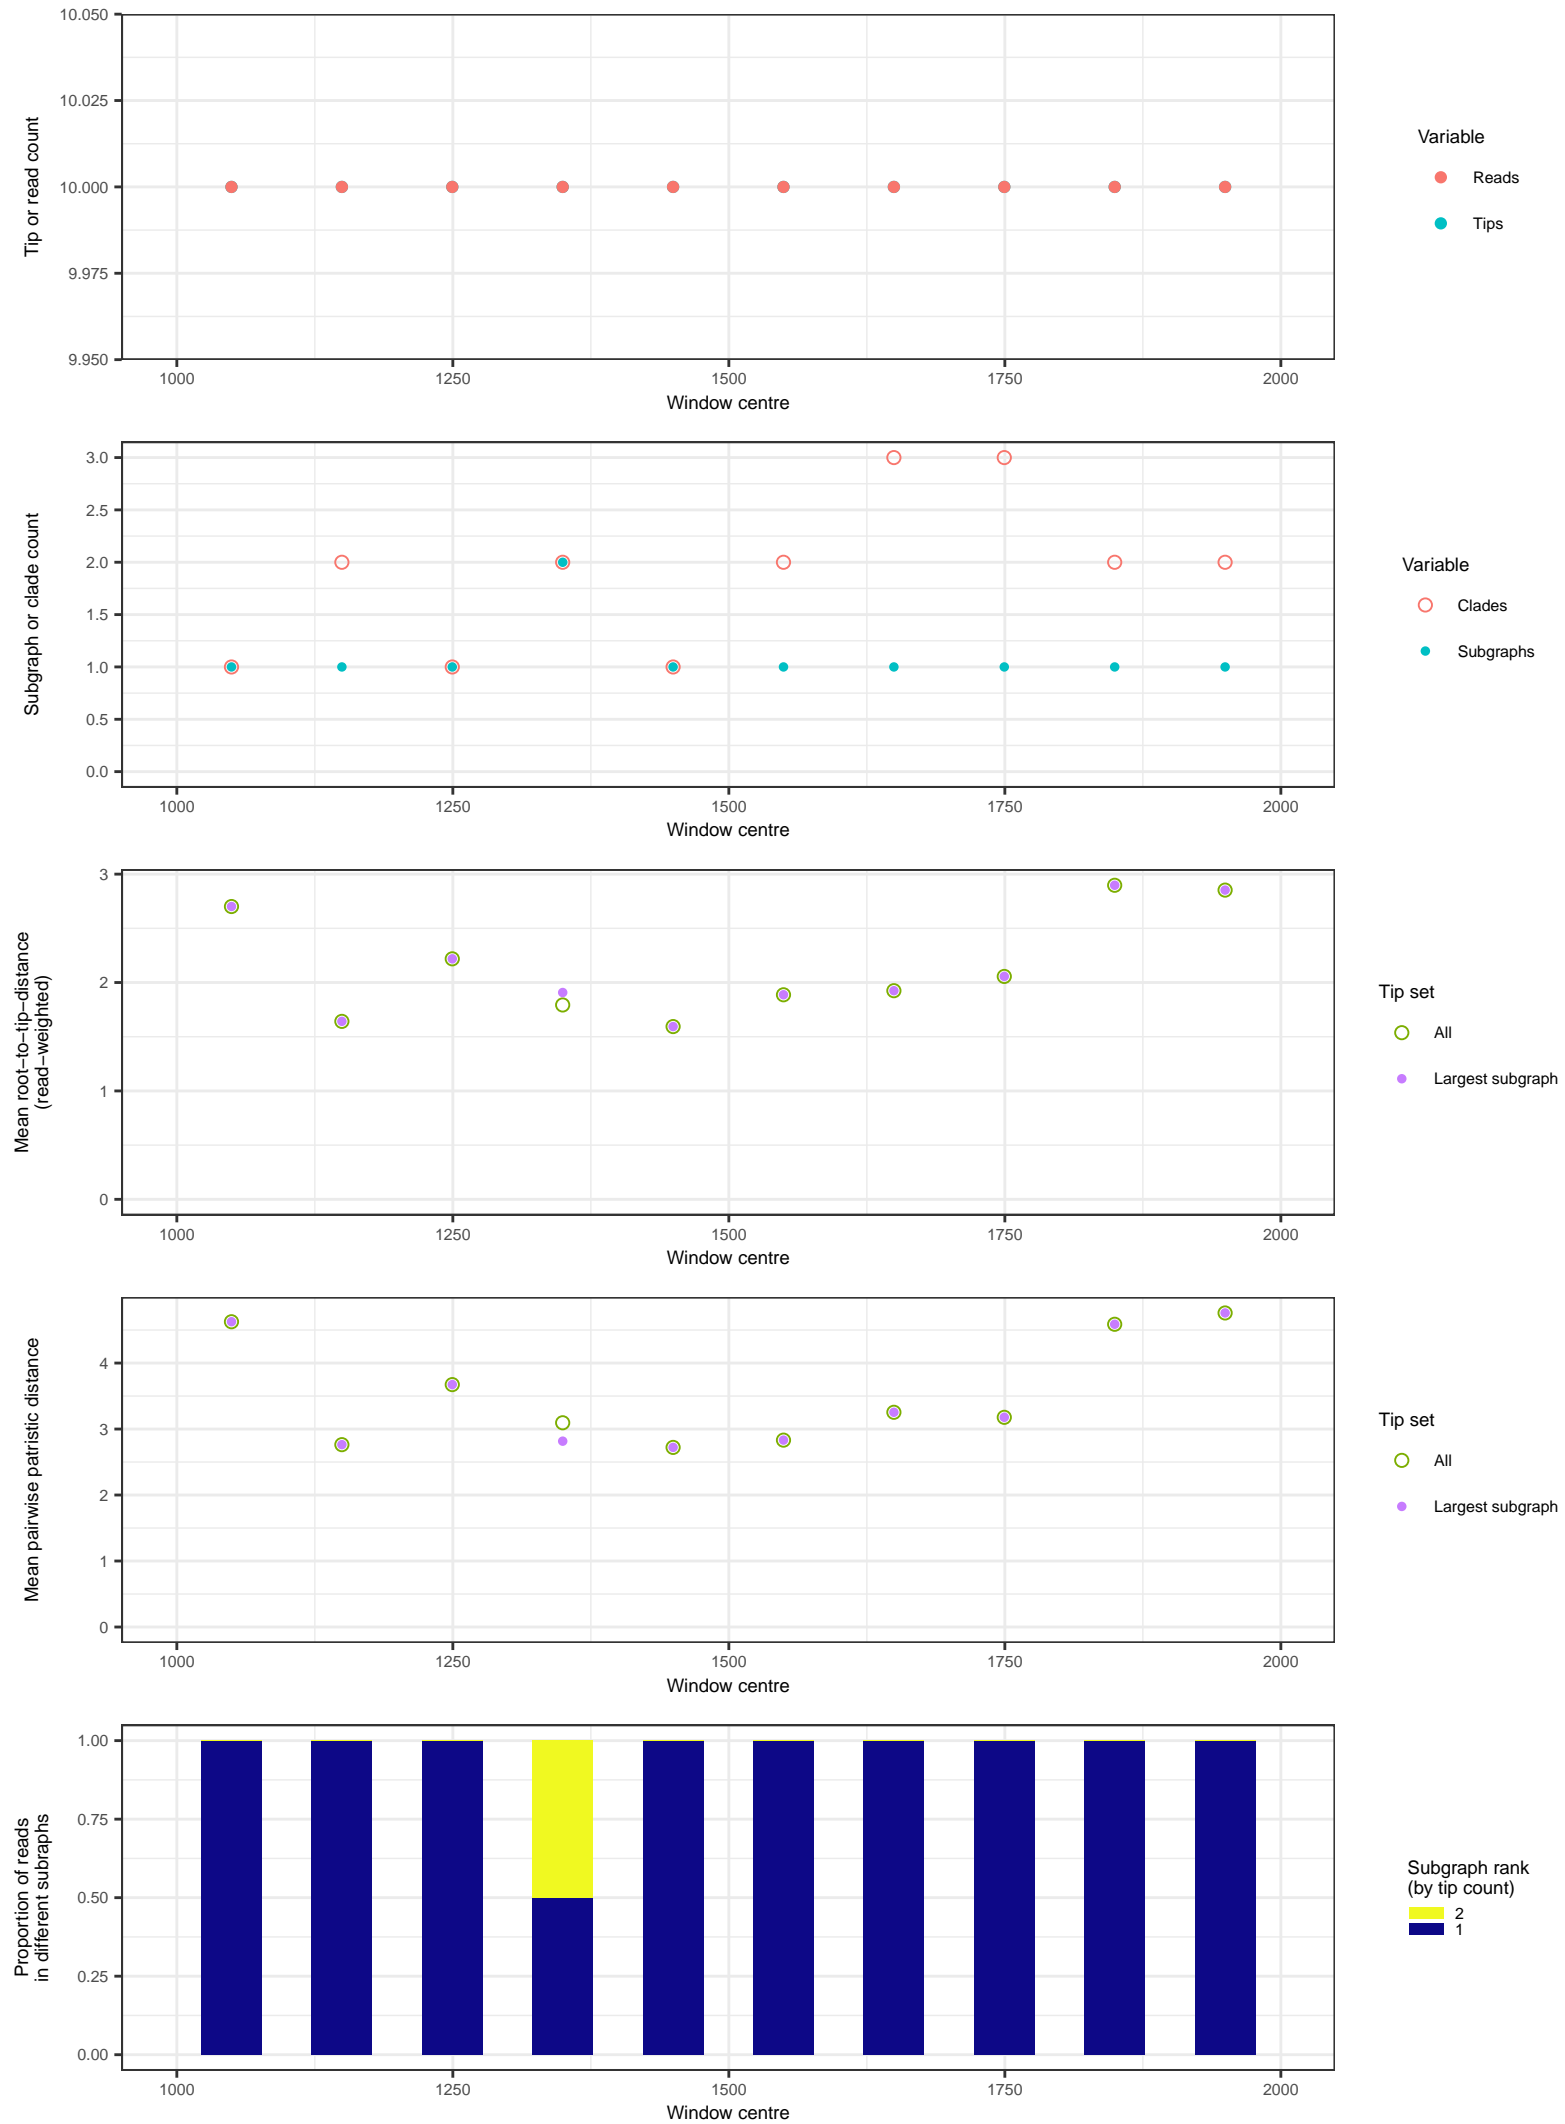 10.050
10.025
10.000
9.975
9.950
Tip or read count
1000 1250 1500 1750 2000
Window centre
Variable
Reads
Tips
3.0
2.5
2.0
1.5
1.0
0.5
0.0
Subgraph or clade count
1000 1250 1500 1750 2000
Window centre
Variable
Clades
Subgraphs
3
2
1
0
Mean root−to−tip−distance
(read−weighted)
1000 1250 1500 1750 2000
Window centre
Tip set
All
Largest subgraph
4
3
2
1
0
Mean pairwise patristic distance
1000 1250 1500 1750 2000
Window centre
Tip set
All
Largest subgraph
1.00
0.75
0.50
0.25
0.00
Proportion of reads
in different subraphs
1000 1250 1500 1750 2000
Window centre
Subgraph rank
(by tip count)
2
1